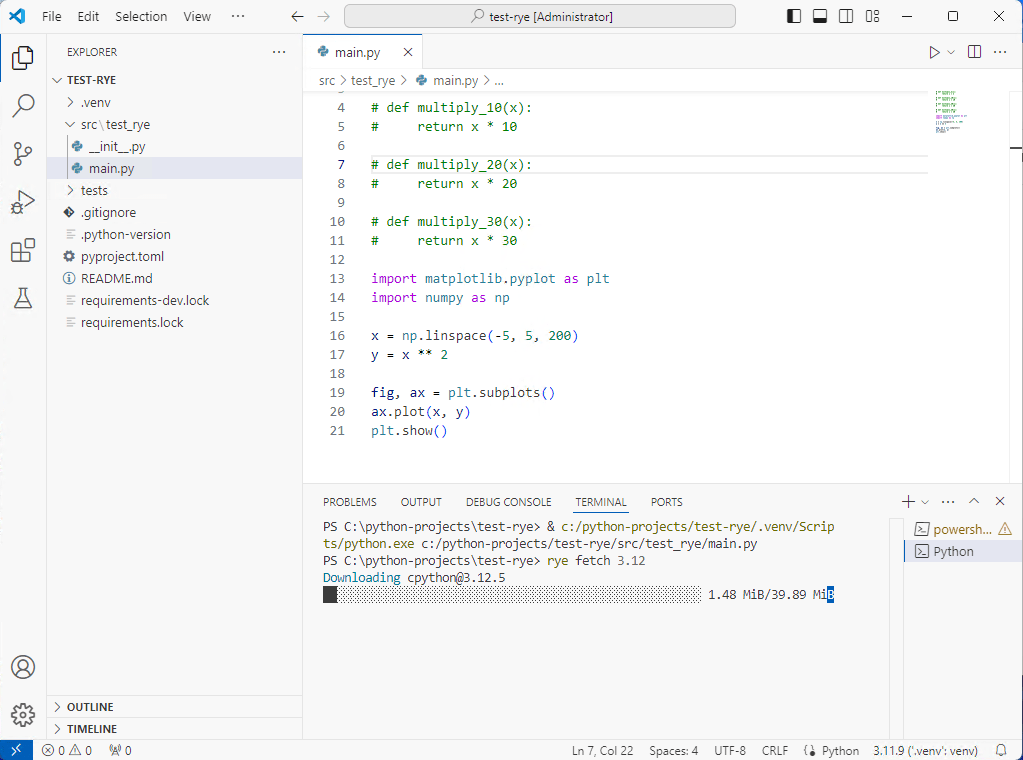 File Edit Selection View ··· test-rye [Administrator]
EXPLORER
TEST-RYE
.venv
src\test_rye
__init__.py
main.py
tests
.gitignore
.python-version
pyproject.toml
README.md
requirements-dev.lock
requirements.lock
OUTLINE
TIMELINE
main.py
src > test_rye > main.py > ...
4 # def multiply_10(x):
5 #     return x * 10
6
7 # def multiply_20(x):
8 #     return x * 20
9
10 # def multiply_30(x):
11 #     return x * 30
12
13 import matplotlib.pyplot as plt
14 import numpy as np
15
16 x = np.linspace(-5, 5, 200)
17 y = x ** 2
18
19 fig, ax = plt.subplots()
20 ax.plot(x, y)
21 plt.show()
PROBLEMS OUTPUT DEBUG CONSOLE TERMINAL PORTS
PS C:\python-projects\test-rye> & c:/python-projects/test-rye/.venv/Scrip
ts/python.exe c:/python-projects/test-rye/src/test_rye/main.py
PS C:\python-projects\test-rye> rye fetch 3.12
Downloading cpython@3.12.5
1.48 MiB/39.89 MiB
powersh...
Python
0 0 0 Ln 7, Col 22 Spaces: 4 UTF-8 CRLF Python 3.11.9 ('.venv': venv)